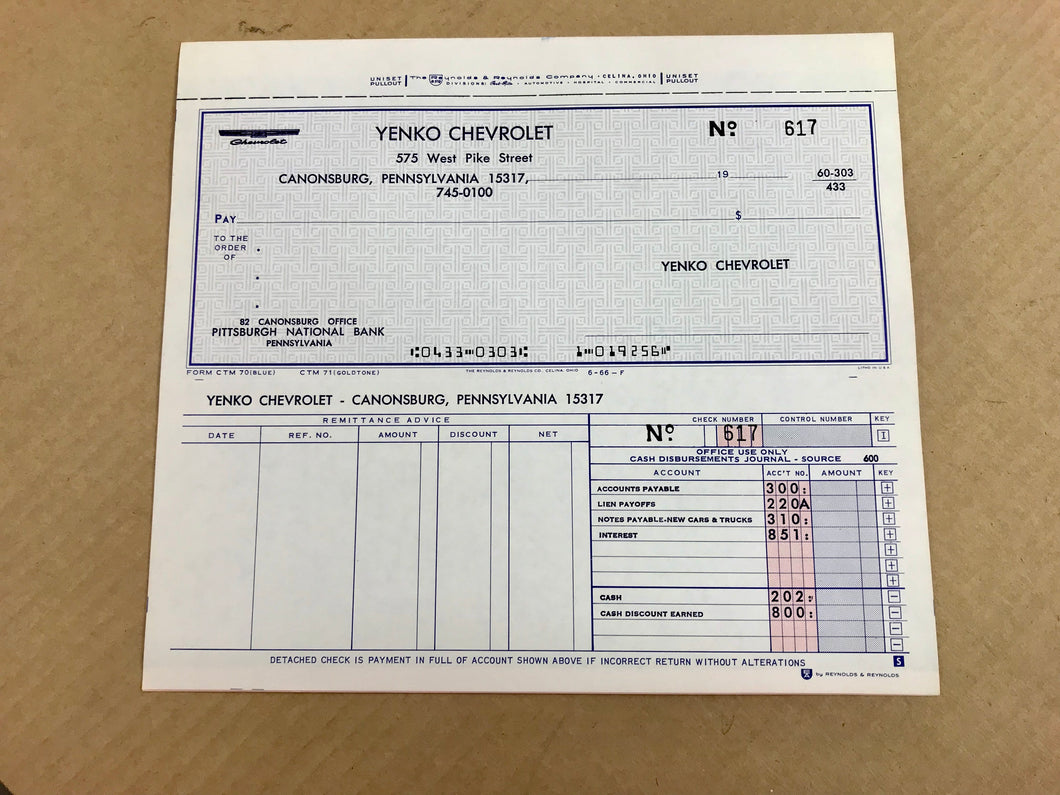 UNISET PULLOUT The Reynolds & Reynolds Company · CELINA, OHIO UNISET PULLOUT
DIVISIONS: · AUTOMOTIVE · HOSPITAL · COMMERCIAL
Chevrolet
YENKO CHEVROLET
Nº 617
575 West Pike Street
CANONSBURG, PENNSYLVANIA 15317, 19
745-0100
60-303
433
PAY $
TO THE
ORDER
OF
YENKO CHEVROLET
82 CANONSBURG OFFICE
PITTSBURGH NATIONAL BANK
PENNSYLVANIA
⑆0433⑉0303⑆ 1⑉019256⑈
FORM CTM 70(BLUE) CTM 71(GOLDTONE) THE REYNOLDS & REYNOLDS CO. CELINA, OHIO 6-66-F LITHO IN U.S.A.
YENKO CHEVROLET - CANONSBURG, PENNSYLVANIA 15317
REMITTANCE ADVICE
DATE REF. NO. AMOUNT DISCOUNT NET
CHECK NUMBER CONTROL NUMBER KEY
Nº 617 I
OFFICE USE ONLY
CASH DISBURSEMENTS JOURNAL - SOURCE 600
ACCOUNT ACC'T NO. AMOUNT KEY
ACCOUNTS PAYABLE 300: +
LIEN PAYOFFS 220A +
NOTES PAYABLE-NEW CARS & TRUCKS 310: +
INTEREST 851: +
+
+
+
CASH 202: −
CASH DISCOUNT EARNED 800: −
−
−
DETACHED CHECK IS PAYMENT IN FULL OF ACCOUNT SHOWN ABOVE IF INCORRECT RETURN WITHOUT ALTERATIONS S
by REYNOLDS & REYNOLDS